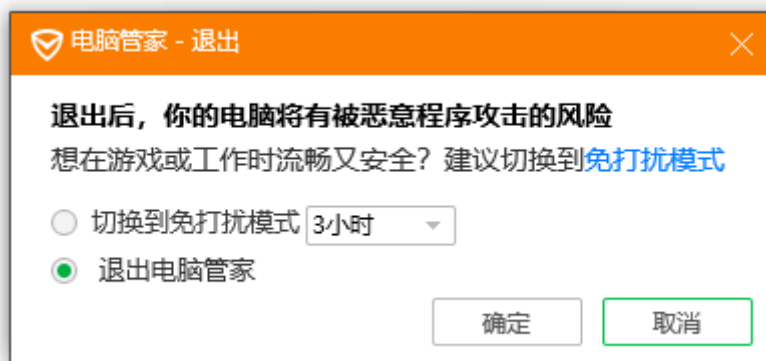 电脑管家 - 退出
退出后，你的电脑将有被恶意程序攻击的风险
想在游戏或工作时流畅又安全？建议切换到免打扰模式
切换到免打扰模式 3小时
退出电脑管家
确定 取消